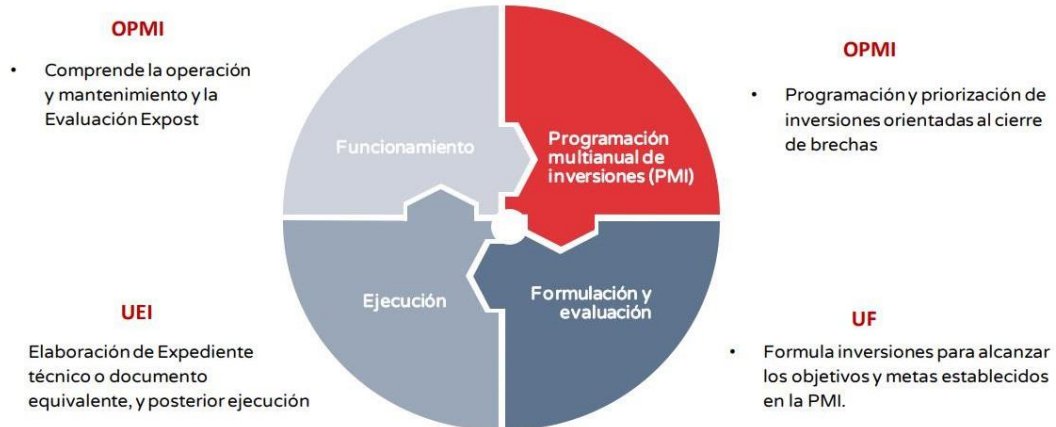 OPMI
• Comprende la operación
y mantenimiento y la
Evaluación Expost
Funcionamiento
Programación
multianual de
inversiones (PMI)
OPMI
• Programación y priorización de
inversiones orientadas al cierre
de brechas
UEI
Elaboración de Expediente
técnico o documento
equivalente, y posterior ejecución
Ejecución
Formulación y
evaluación
UF
• Formula inversiones para alcanzar
los objetivos y metas establecidos
en la PMI.